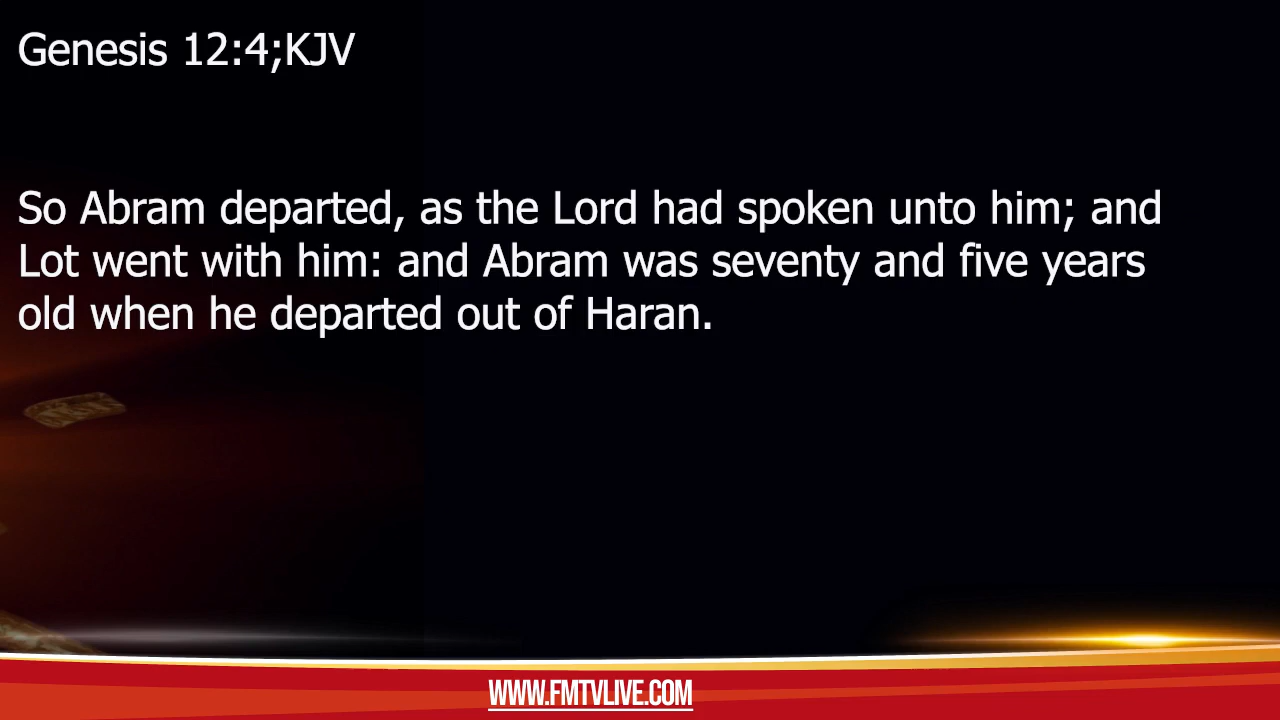 Genesis 12:4;KJV
So Abram departed, as the Lord had spoken unto him; and
Lot went with him: and Abram was seventy and five years
old when he departed out of Haran.
WWW.FMTVLIVE.COM